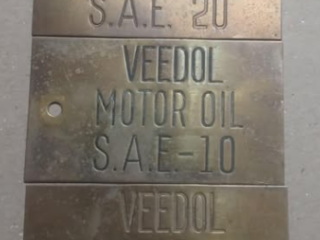 S.A.E. 20
VEEDOL
MOTOR OIL
S.A.E.-10
VEEDOL